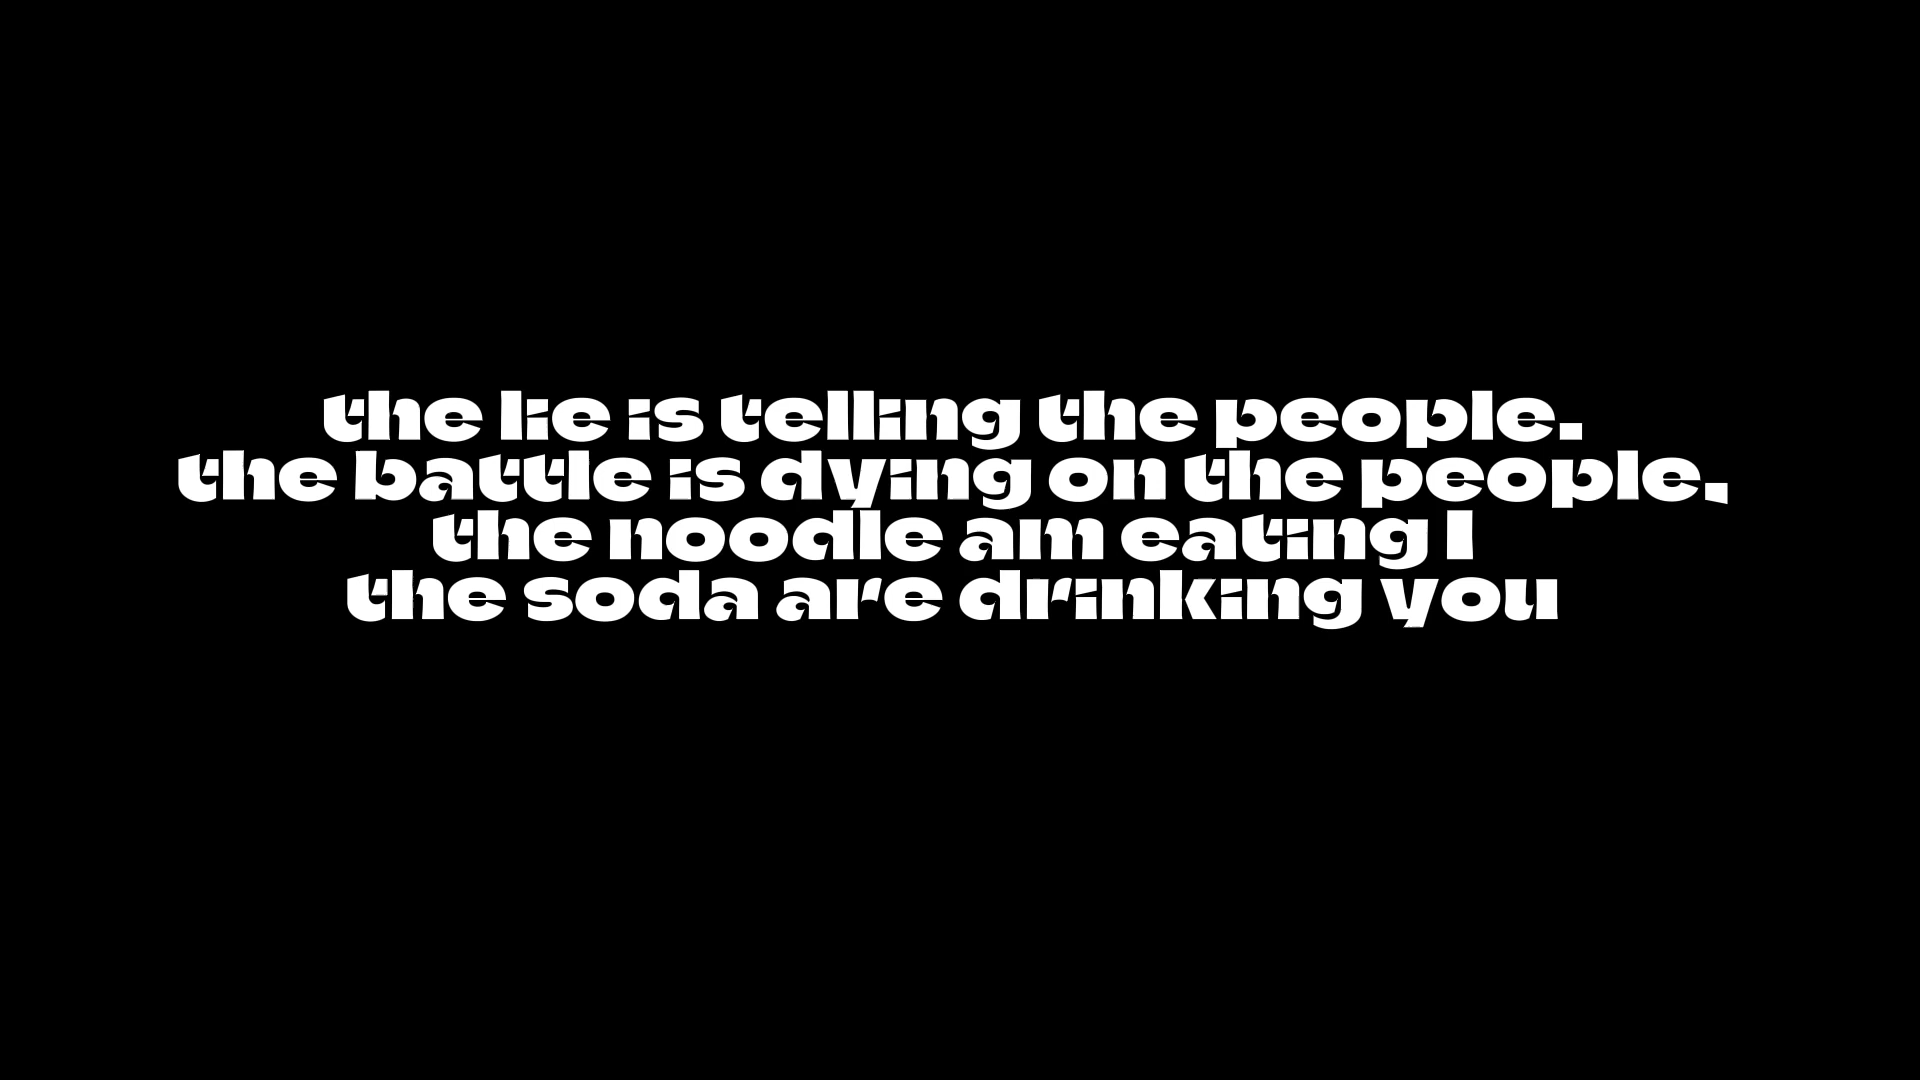 the lie is telling the people.
the battle is dying on the people,
the noodle am eating I
the soda are drinking you